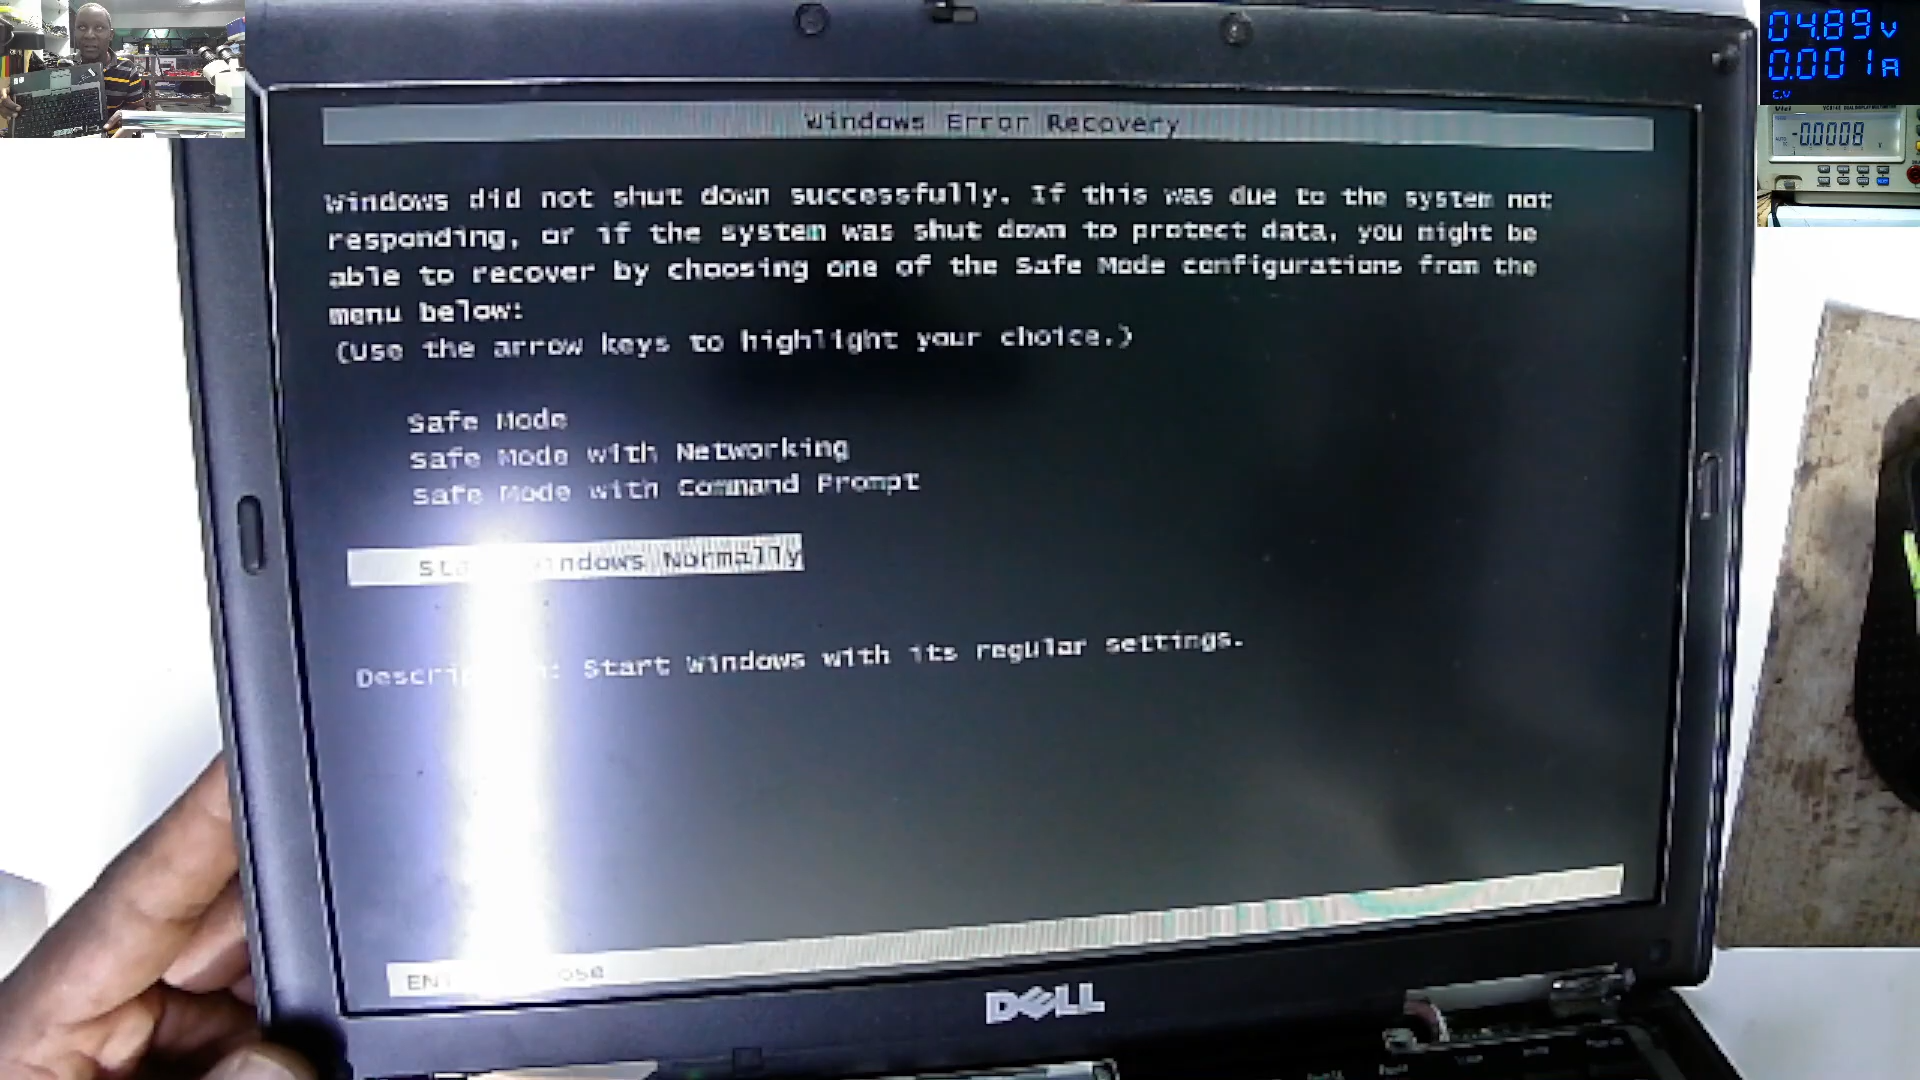 04.89 V
0.001 A
C.V
-0.0008
Windows Error Recovery
Windows did not shut down successfully. If this was due to the system not
responding, or if the system was shut down to protect data, you might be
able to recover by choosing one of the Safe Mode configurations from the
menu below:
(Use the arrow keys to highlight your choice.)
Safe Mode
Safe Mode with Networking
Safe Mode with Command Prompt
Windows Normally
Start Windows with its regular settings.
DELL